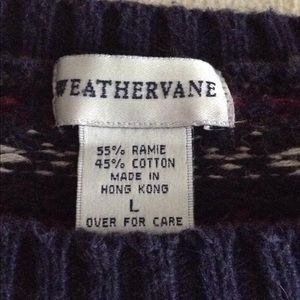 WEATHERVANE
55% RAMIE
45% COTTON
MADE IN
HONG KONG
L
OVER FOR CARE